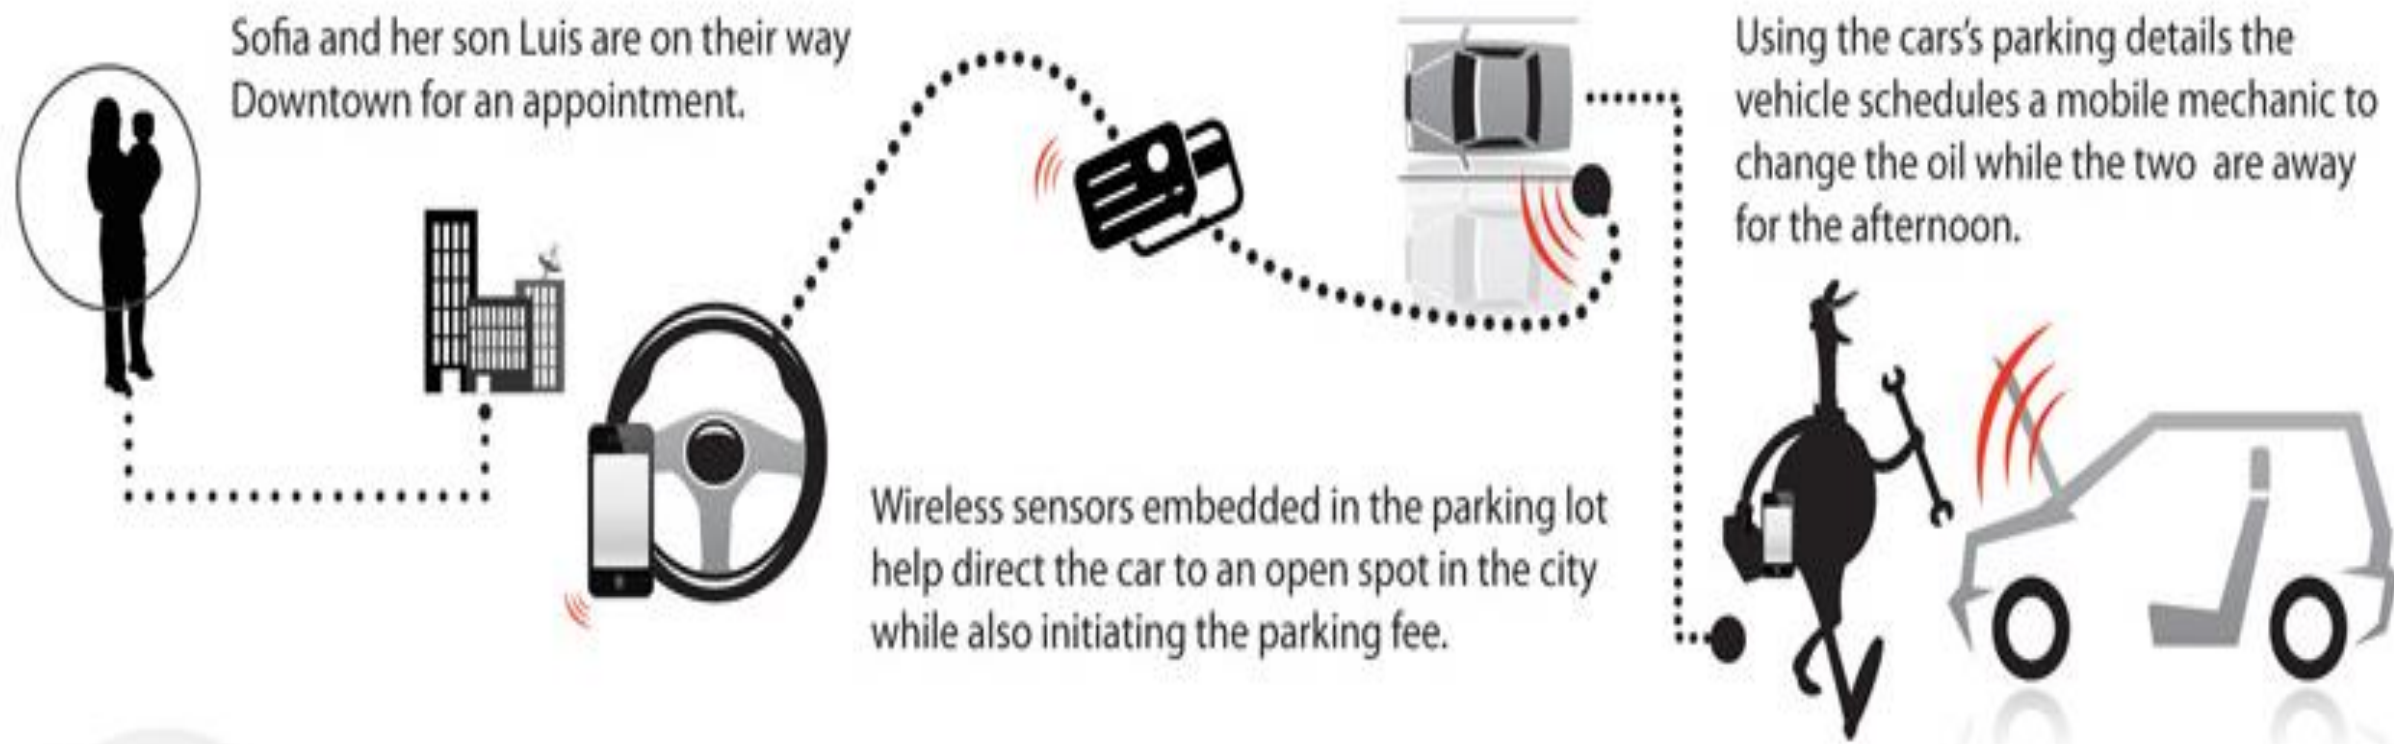 Sofia and her son Luis are on their way
Downtown for an appointment.
Wireless sensors embedded in the parking lot
help direct the car to an open spot in the city
while also initiating the parking fee.
Using the cars's parking details the
vehicle schedules a mobile mechanic to
change the oil while the two are away
for the afternoon.